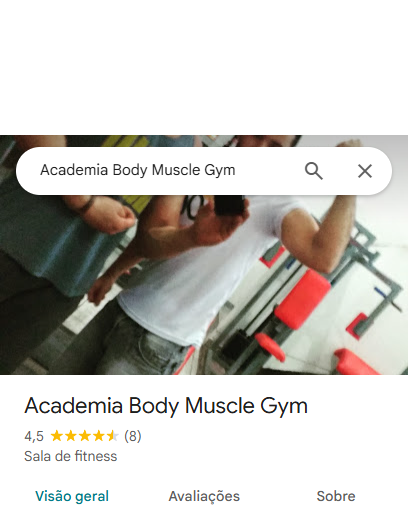 Academia Body Muscle Gym
Academia Body Muscle Gym
4,5 (8)
Sala de fitness
Visão geral Avaliações Sobre